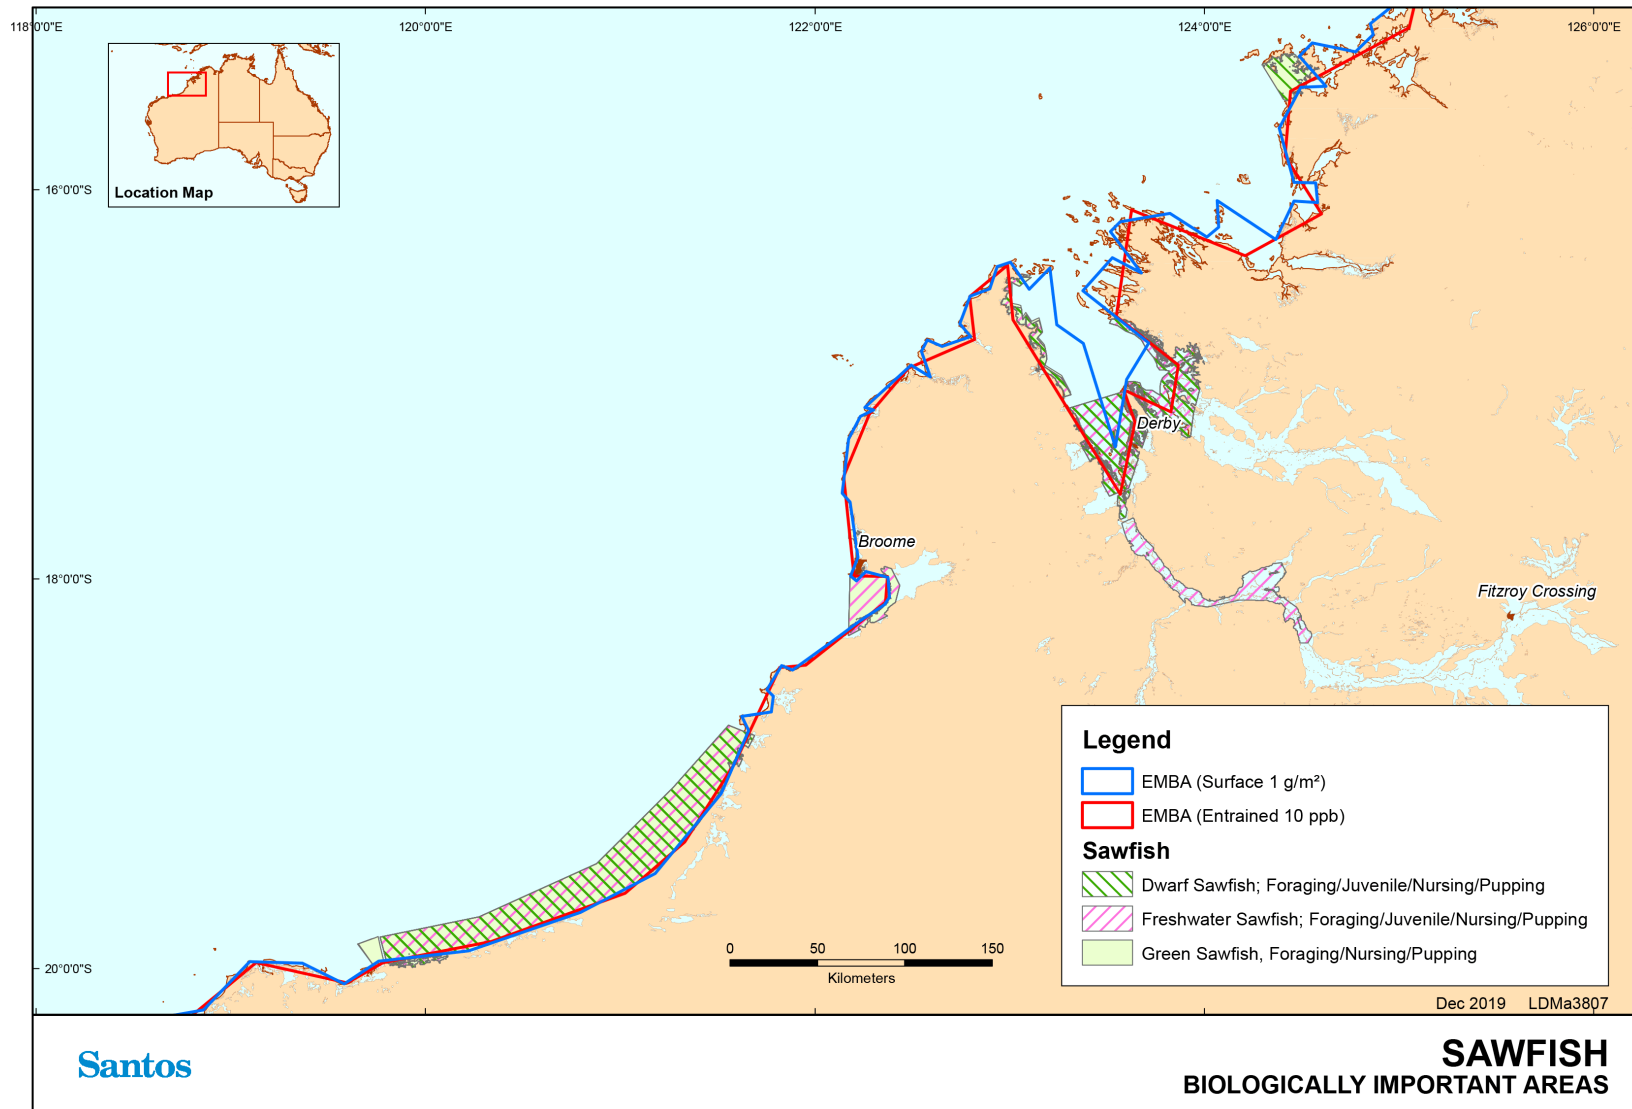 118°0'0"E
120°0'0"E
122°0'0"E
124°0'0"E
126°0'0"E
Location Map
16°0'0"S
Derby
Broome
18°0'0"S
Fitzroy Crossing
Legend
EMBA (Surface 1 g/m²)
EMBA (Entrained 10 ppb)
Sawfish
Dwarf Sawfish; Foraging/Juvenile/Nursing/Pupping
Freshwater Sawfish; Foraging/Juvenile/Nursing/Pupping
Green Sawfish, Foraging/Nursing/Pupping
0 50 100 150
Kilometers
20°0'0"S
Dec 2019 LDMa3807
Santos
SAWFISH
BIOLOGICALLY IMPORTANT AREAS